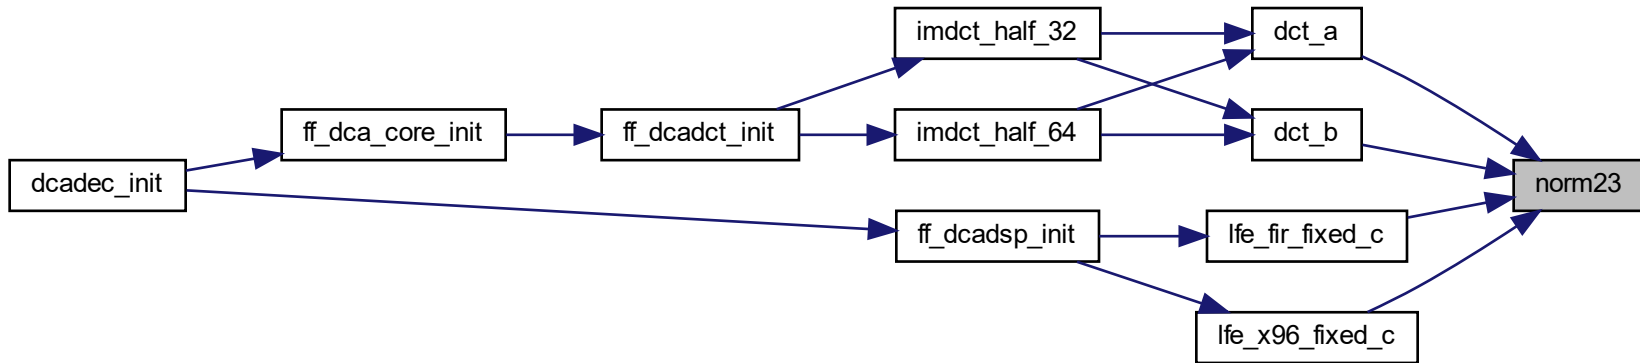 imdct_half_32
dct_a
ff_dca_core_init
ff_dcadct_init
imdct_half_64
dct_b
dcadec_init
norm23
ff_dcadsp_init
lfe_fir_fixed_c
lfe_x96_fixed_c